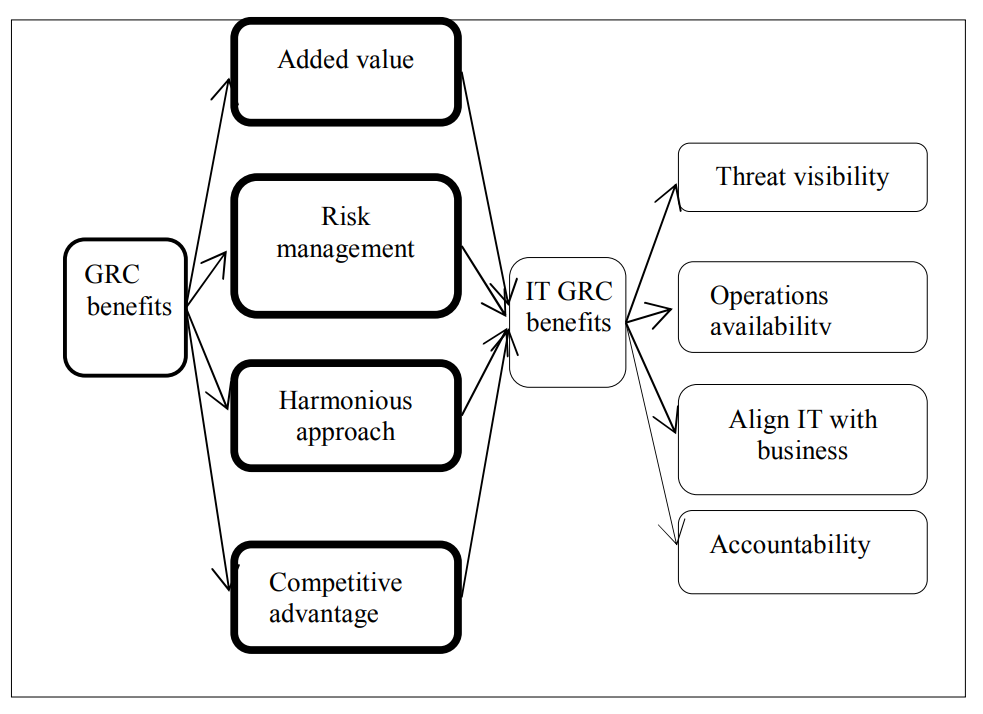 Added value
Risk
management
GRC
benefits
Harmonious
approach
Competitive
advantage
IT GRC
benefits
Threat visibility
Operations
availability
Align IT with
business
Accountability